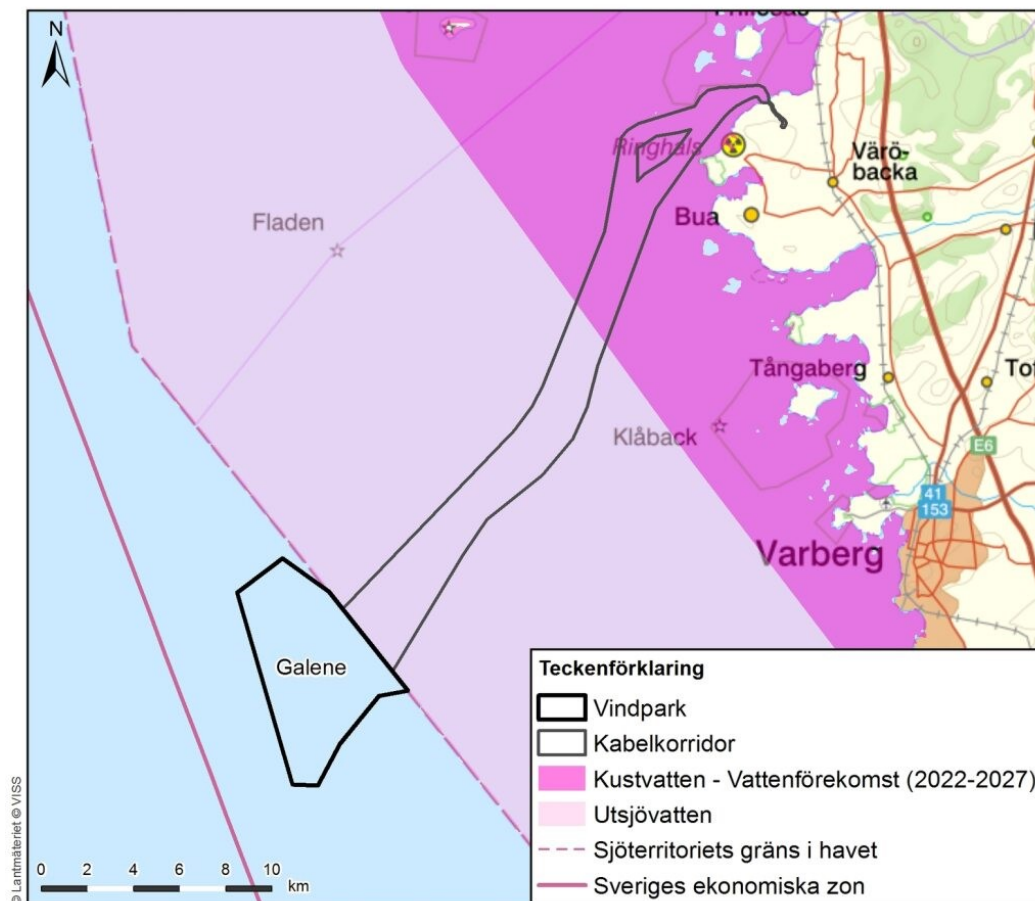 N
Ringhals
Värö-
backa
Bua
Fladen
Tångaberg
Klåback
E6
41
153
Varberg
Galene
Teckenförklaring
Vindpark
Kabelkorridor
Kustvatten - Vattenförekomst (2022-2027)
Utsjövatten
Sjöterritoriets gräns i havet
Sveriges ekonomiska zon
0 2 4 6 8 10
km
© Lantmäteriet © VISS